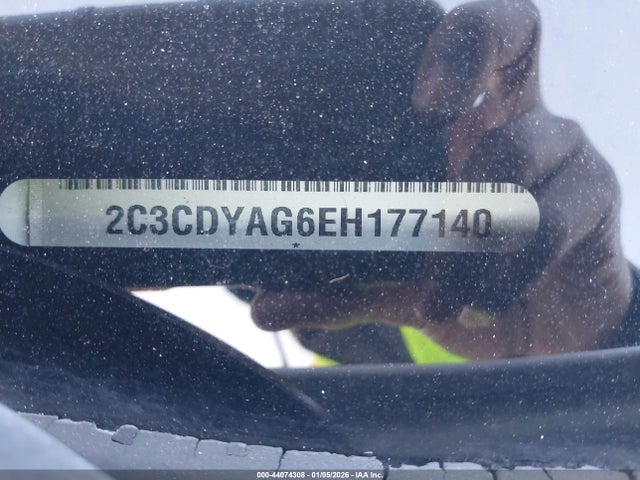 2C3CDYAG6EH177140
*
000-44074308 - 01/05/2026 - IAA Inc.